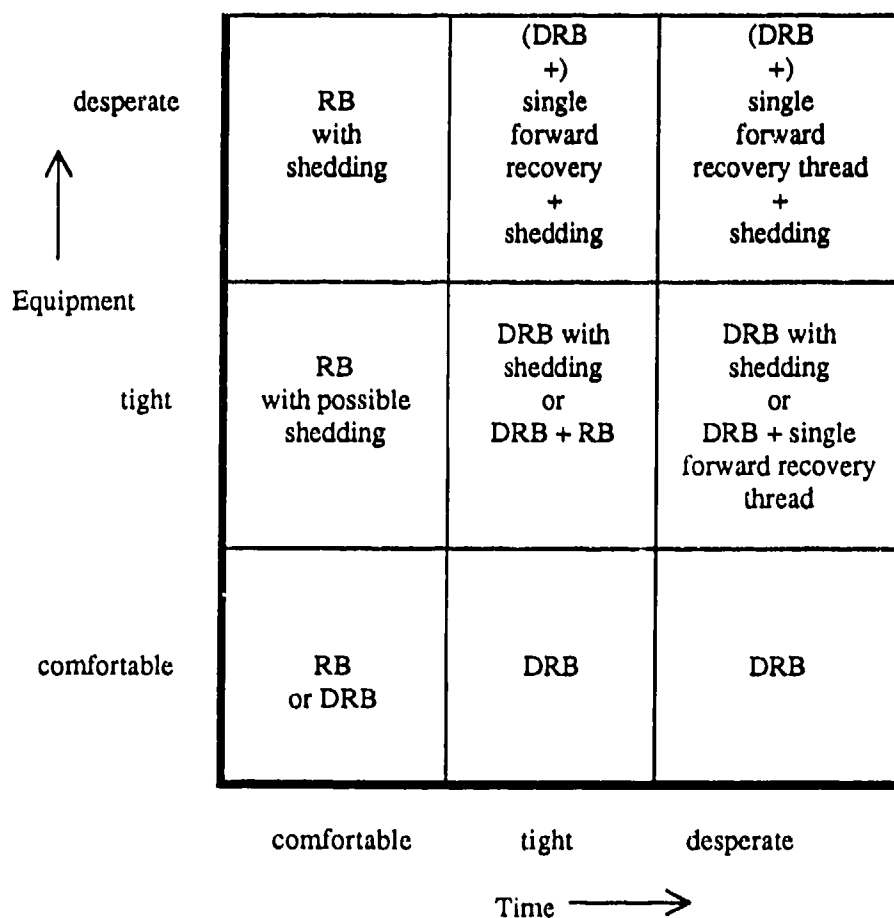 desperate
RB
with
shedding
(DRB
+)
single
forward
recovery
+
shedding
(DRB
+)
single
forward
recovery thread
+
shedding
Equipment
tight
RB
with possible
shedding
DRB with
shedding
or
DRB + RB
DRB with
shedding
or
DRB + single
forward recovery
thread
comfortable
RB
or DRB
DRB
DRB
comfortable
tight
desperate
Time